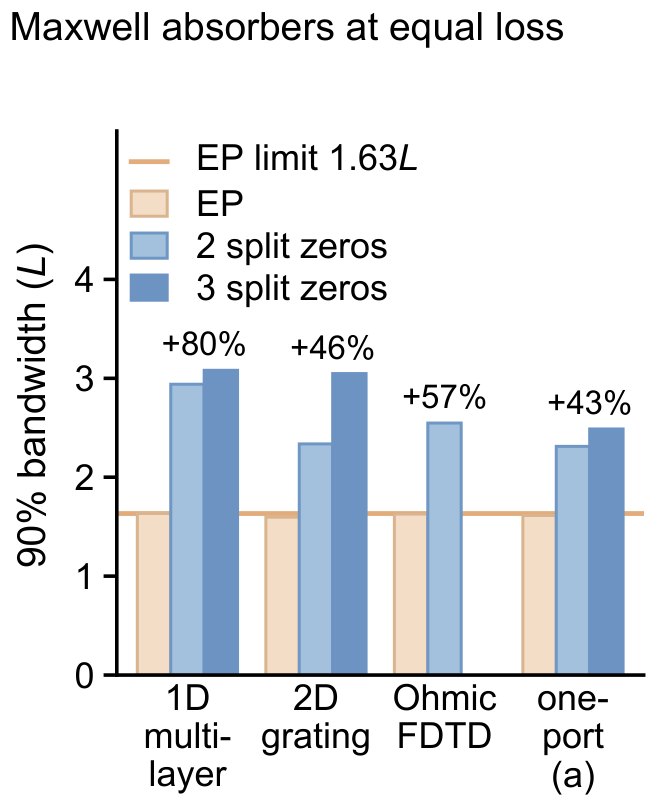 Maxwell absorbers at equal loss
EP limit 1.63L
EP
2 split zeros
3 split zeros
90% bandwidth (L)
4
3
2
1
0
+80%
+46%
+57%
+43%
1D
multi-
layer
2D
grating
Ohmic
FDTD
one-
port
(a)